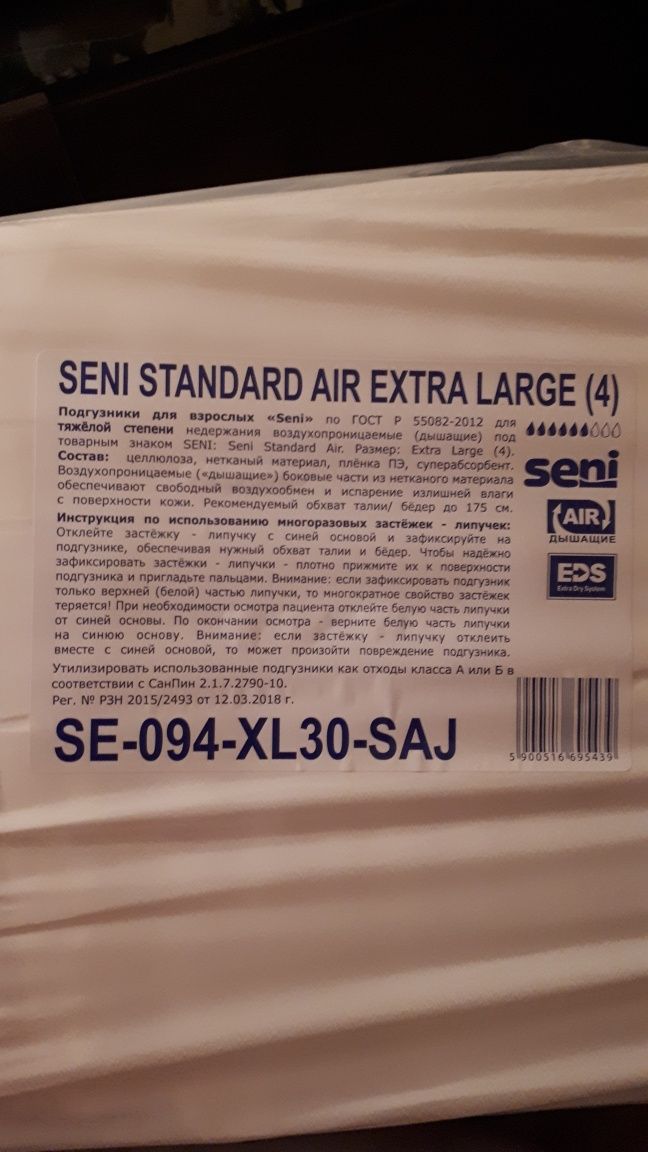 SENI STANDARD AIR EXTRA LARGE (4)
Подгузники для взрослых «Seni» по ГОСТ Р 55082-2012 для
тяжёлой степени недержания воздухопроницаемые (дышащие) под
товарным знаком SENI: Seni Standard Air. Размер: Extra Large (4).
Состав: целлюлоза, нетканый материал, плёнка ПЭ, суперабсорбент.
Воздухопроницаемые («дышащие») боковые части из нетканого материала
обеспечивают свободный воздухообмен и испарение излишней влаги
с поверхности кожи. Рекомендуемый обхват талии/ бёдер до 175 см.
seni
AIR
ДЫШАЩИЕ
EDS
Extra Dry System
Инструкция по использованию многоразовых застёжек - липучек:
Отклейте застёжку - липучку с синей основой и зафиксируйте на
подгузнике, обеспечивая нужный обхват талии и бёдер. Чтобы надёжно
зафиксировать застёжки - липучки - плотно прижмите их к поверхности
подгузника и пригладьте пальцами. Внимание: если зафиксировать подгузник
только верхней (белой) частью липучки, то многократное свойство застёжек
теряется! При необходимости осмотра пациента отклейте белую часть липучки
от синей основы. По окончании осмотра - верните белую часть липучки
на синюю основу. Внимание: если застёжку - липучку отклеить
вместе с синей основой, то может произойти повреждение подгузника.
Утилизировать использованные подгузники как отходы класса А или Б в
соответствии с СанПин 2.1.7.2790-10.
Рег. № РЗН 2015/2493 от 12.03.2018 г.
SE-094-XL30-SAJ
5 900516 695439